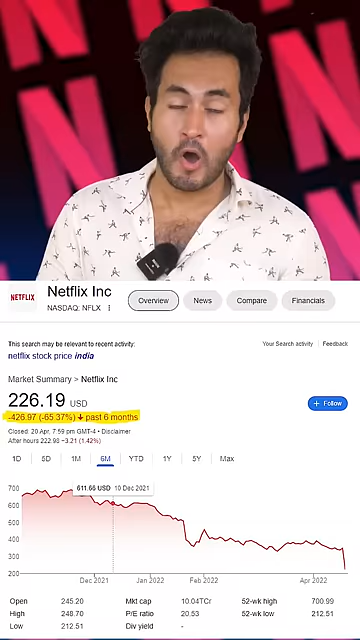 NETFLIX
Netflix Inc
NASDAQ: NFLX
Overview
News
Compare
Financials
This search may be relevant to recent activity:
netflix stock price india
Your Search activity
Feedback
Market Summary > Netflix Inc
226.19 USD
-426.97 (-65.37%) ↓ past 6 months
Closed: 20 Apr, 7:59 pm GMT-4 • Disclaimer
After hours 222.98 −3.21 (1.42%)
+ Follow
1D 5D 1M 6M YTD 1Y 5Y Max
611.66 USD 10 Dec 2021
700
600
500
400
300
200
Dec 2021 Jan 2022 Feb 2022 Apr 2022
Open 245.20 Mkt cap 10.04TCr 52-wk high 700.99
High 248.70 P/E ratio 20.53 52-wk low 212.51
Low 212.51 Div yield -